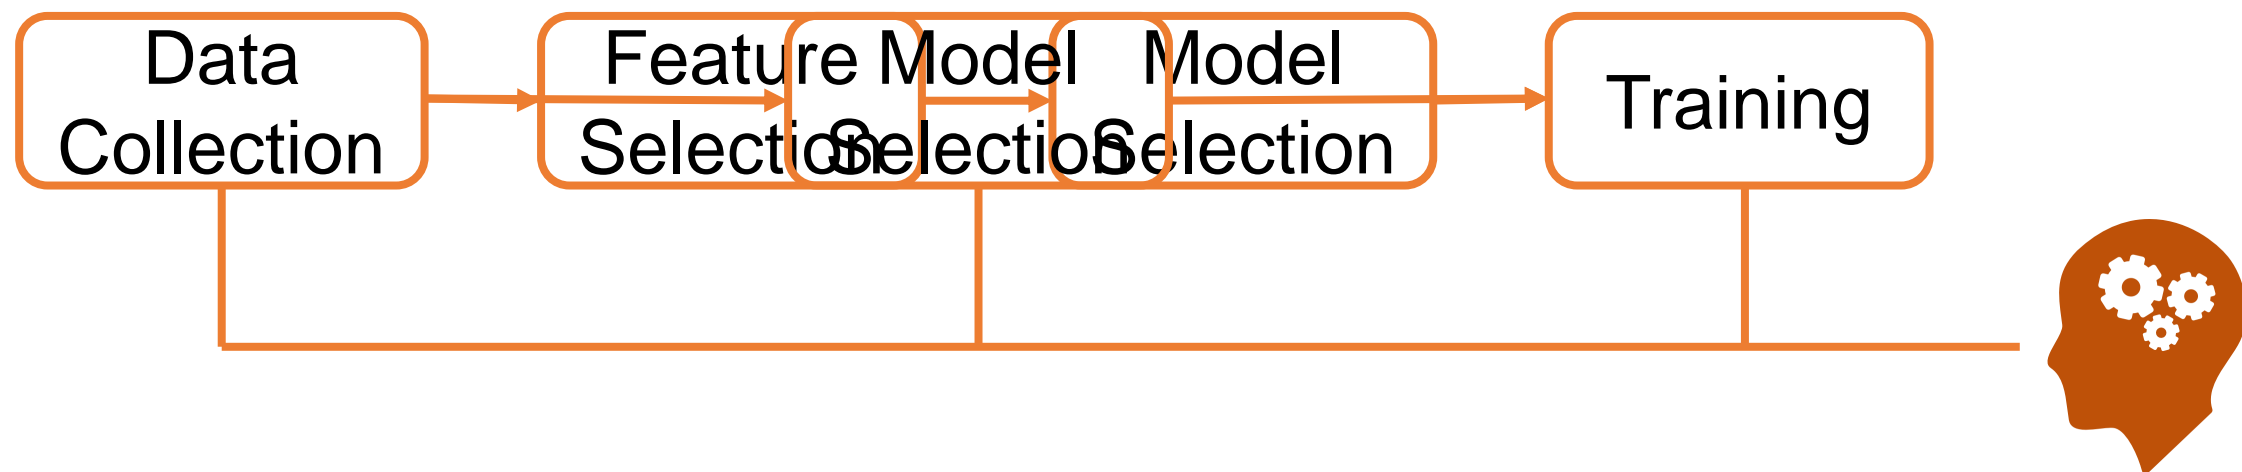 Data
Collection
Feature
Selection
Model
Selection
Model
Selection
Training